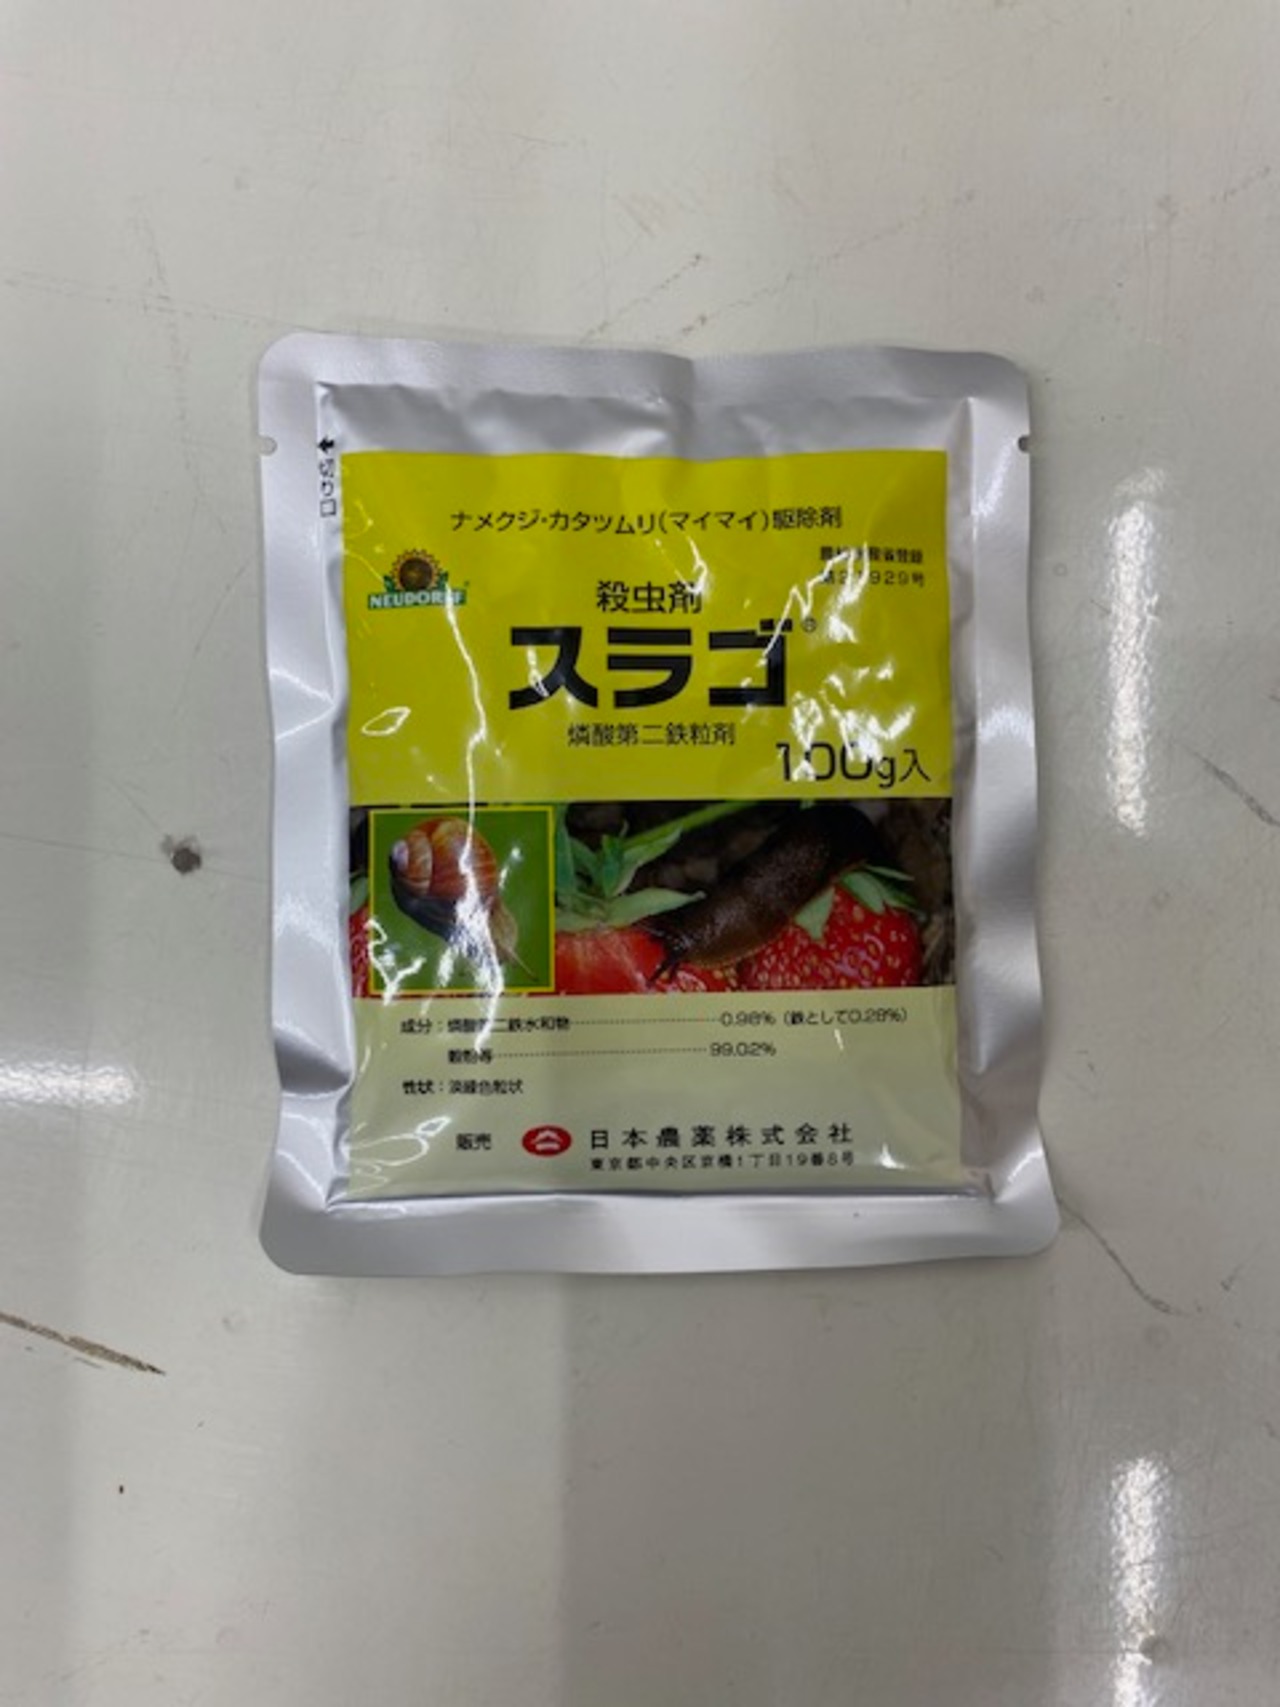 切り口
ナメクジ・カタツムリ(マイマイ)駆除剤
NEUDORFF
殺虫剤
スラゴ®
燐酸第二鉄粒剤
100g入
成分：燐酸第二鉄水和物 0.98% (鉄として0.28%)
穀粉等 99.02%
性状：淡緑色粒状
販売 日本農薬株式会社
東京都中央区京橋1丁目19番8号